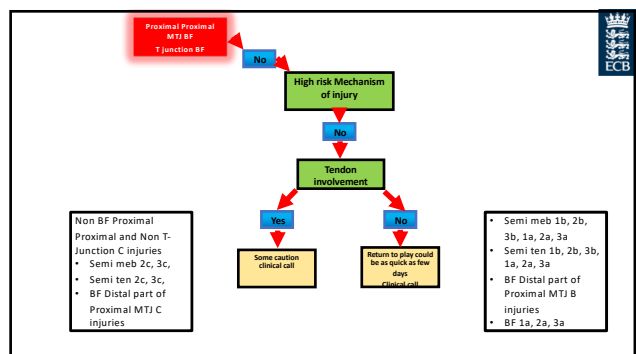 Proximal Proximal
MTJ BF
T junction BF
ECB
No
High risk Mechanism
of injury
No
Tendon
involvement
Yes
No
Non BF Proximal
Proximal and Non T-
Junction C injuries
• Semi meb 2c, 3c,
• Semi ten 2c, 3c,
• BF Distal part of
Proximal MTJ C
injuries
Some caution
clinical call
Return to play could
be as quick as few
days
Clinical call
• Semi meb 1b, 2b,
3b, 1a, 2a, 3a
• Semi ten 1b, 2b, 3b,
1a, 2a, 3a
• BF Distal part of
Proximal MTJ B
injuries
• BF 1a, 2a, 3a